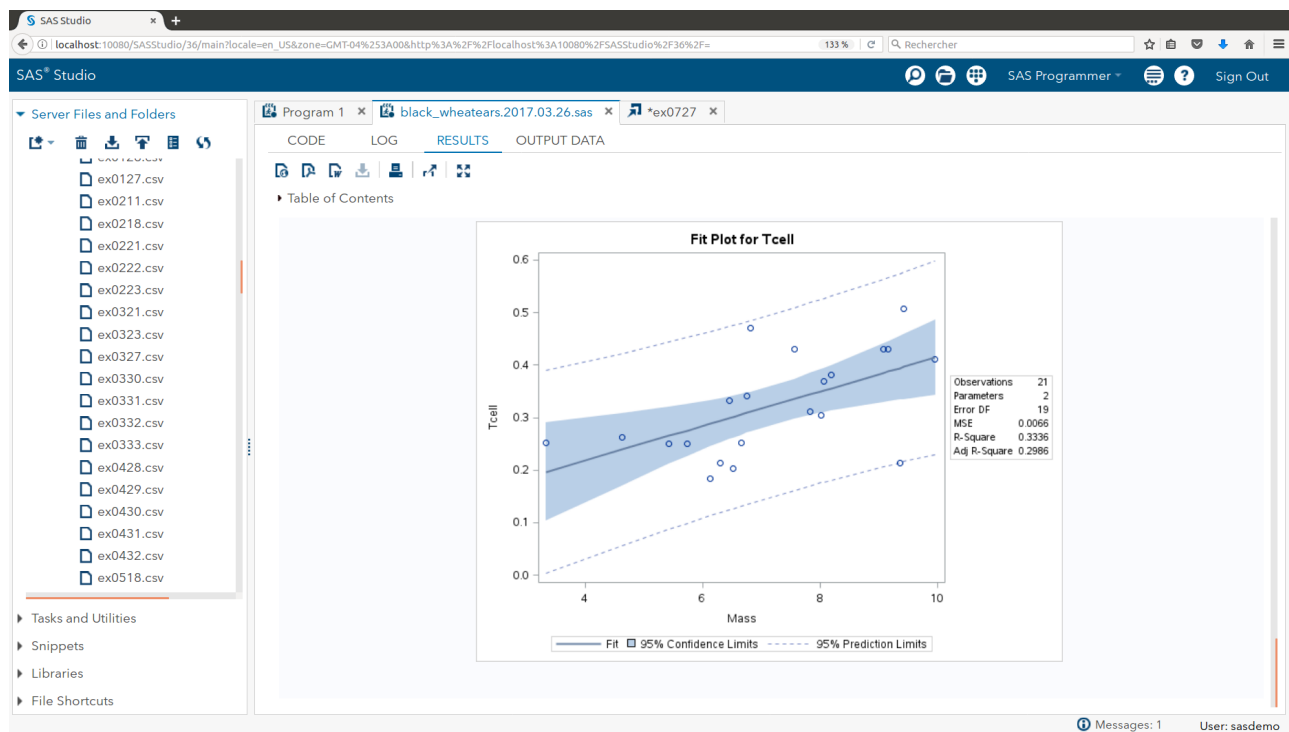 SAS Studio
localhost:10080/SASStudio/36/main?locale=en_US&zone=GMT-04%253A00&http%3A%2F%2Flocalhost%3A10080%2FSASStudio%2F36%2F=
133 %
Rechercher
SAS® Studio
SAS Programmer
Sign Out
Server Files and Folders
ex0127.csv
ex0211.csv
ex0218.csv
ex0221.csv
ex0222.csv
ex0223.csv
ex0321.csv
ex0323.csv
ex0327.csv
ex0330.csv
ex0331.csv
ex0332.csv
ex0333.csv
ex0428.csv
ex0429.csv
ex0430.csv
ex0431.csv
ex0432.csv
ex0518.csv
Tasks and Utilities
Snippets
Libraries
File Shortcuts
Program 1
black_wheatears.2017.03.26.sas
*ex0727
CODE LOG RESULTS OUTPUT DATA
Table of Contents
Fit Plot for Tcell
0.6
0.5
0.4
0.3
0.2
0.1
0.0
Tcell
4 6 8 10
Mass
Observations 21
Parameters 2
Error DF 19
MSE 0.0066
R-Square 0.3336
Adj R-Square 0.2986
Fit 95% Confidence Limits 95% Prediction Limits
Messages: 1
User: sasdemo